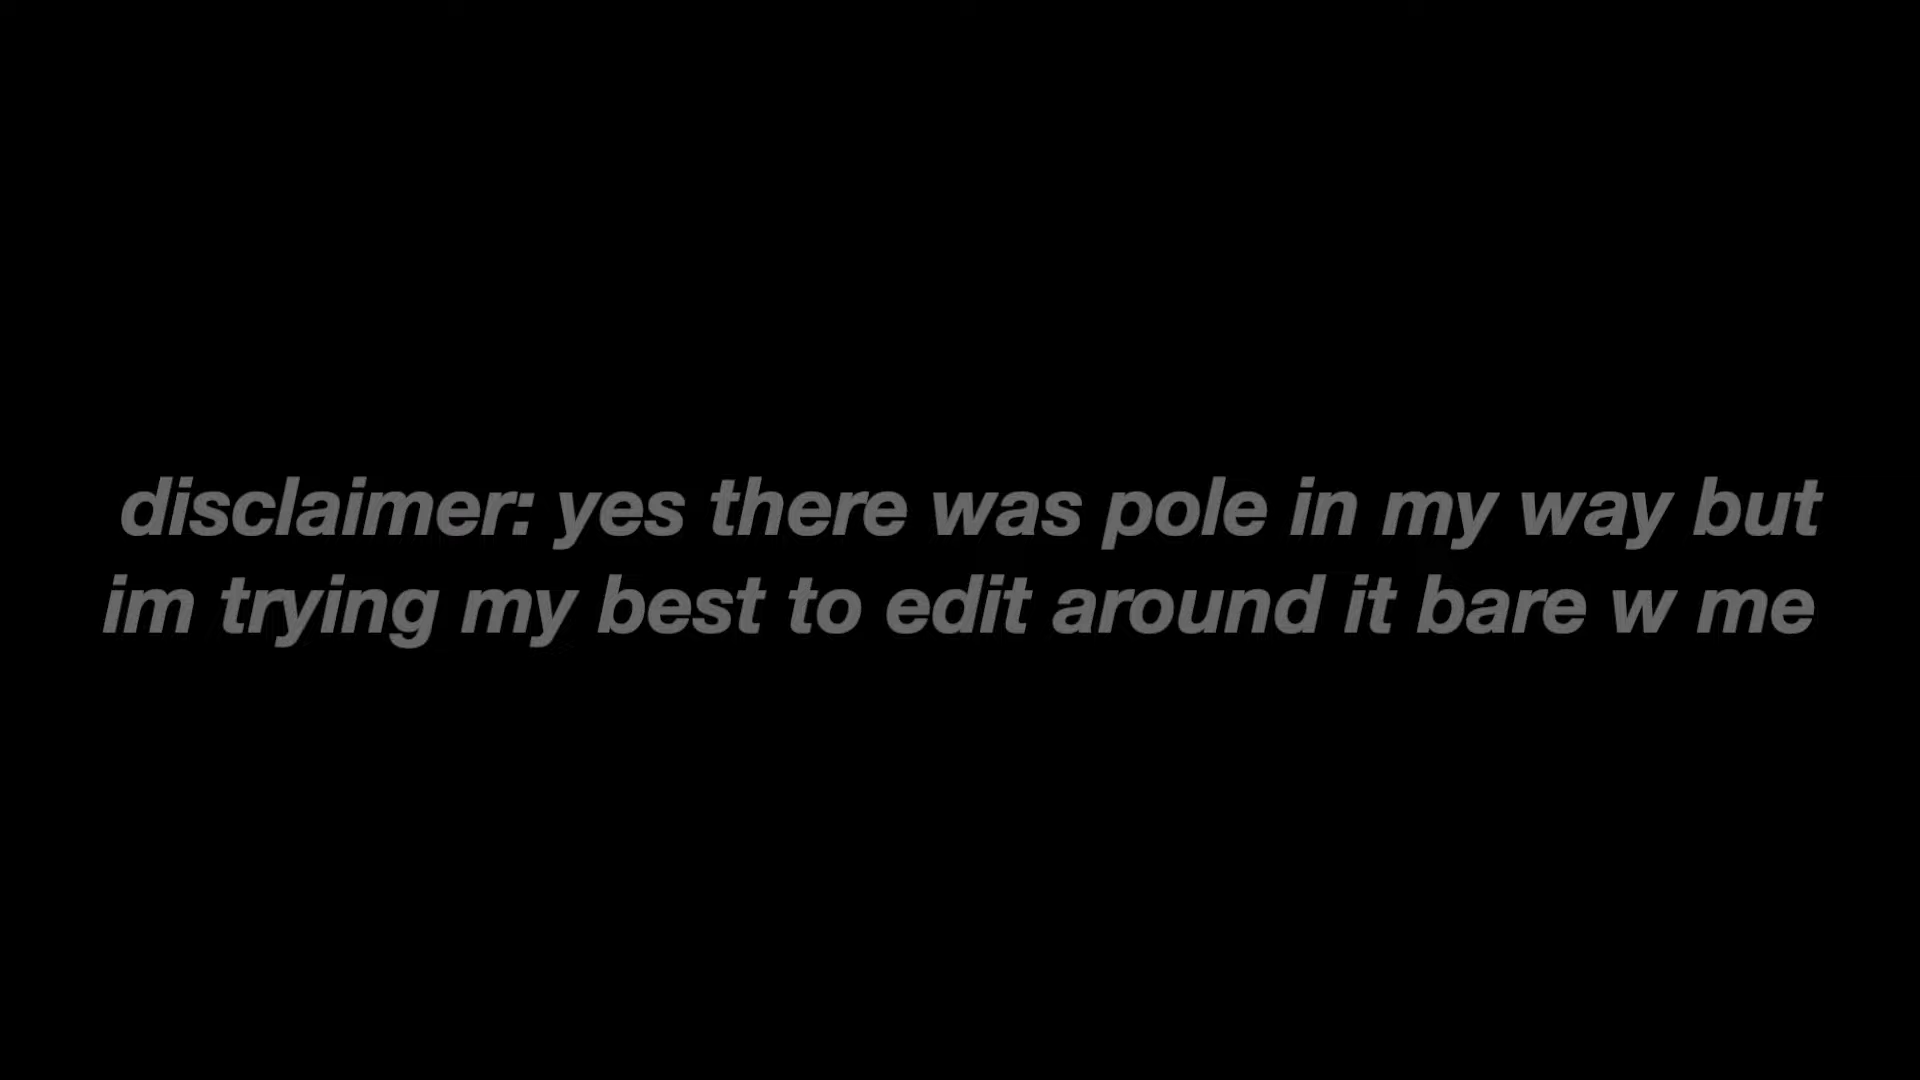 disclaimer: yes there was pole in my way but
im trying my best to edit around it bare w me